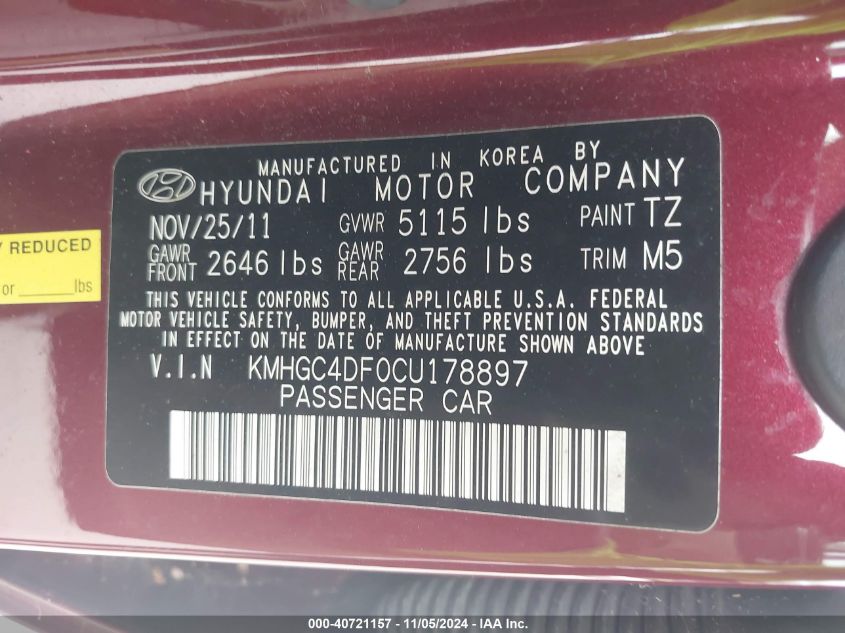 MANUFACTURED IN KOREA BY
HYUNDAI MOTOR COMPANY
NOV/25/11 GVWR 5115 lbs PAINT TZ
GAWR FRONT 2646 lbs GAWR REAR 2756 lbs TRIM M5
THIS VEHICLE CONFORMS TO ALL APPLICABLE U.S.A. FEDERAL
MOTOR VEHICLE SAFETY, BUMPER, AND THEFT PREVENTION STANDARDS
IN EFFECT ON THE DATE OF MANUFACTURE SHOWN ABOVE
V.I.N KMHGC4DF0CU178897
PASSENGER CAR
REDUCED
or ______lbs
000-40721157 - 11/05/2024 - Copyright © 2024 IAA, Inc.